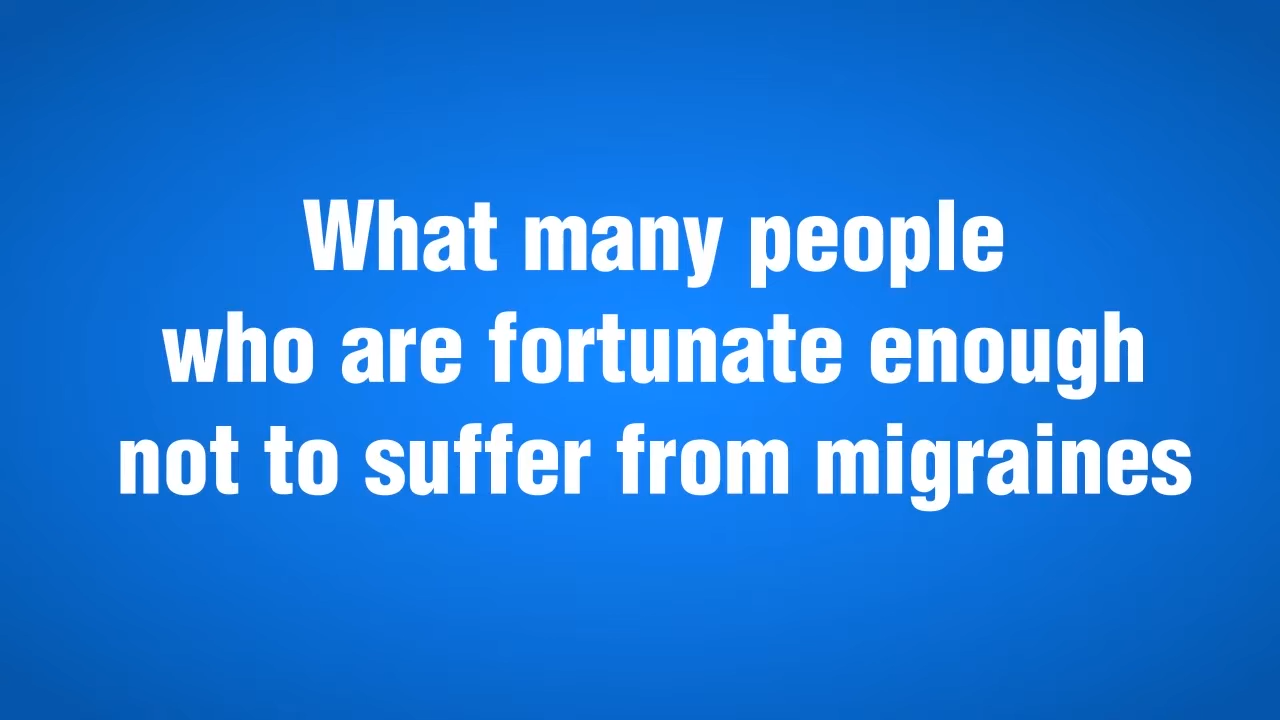 What many people
who are fortunate enough
not to suffer from migraines